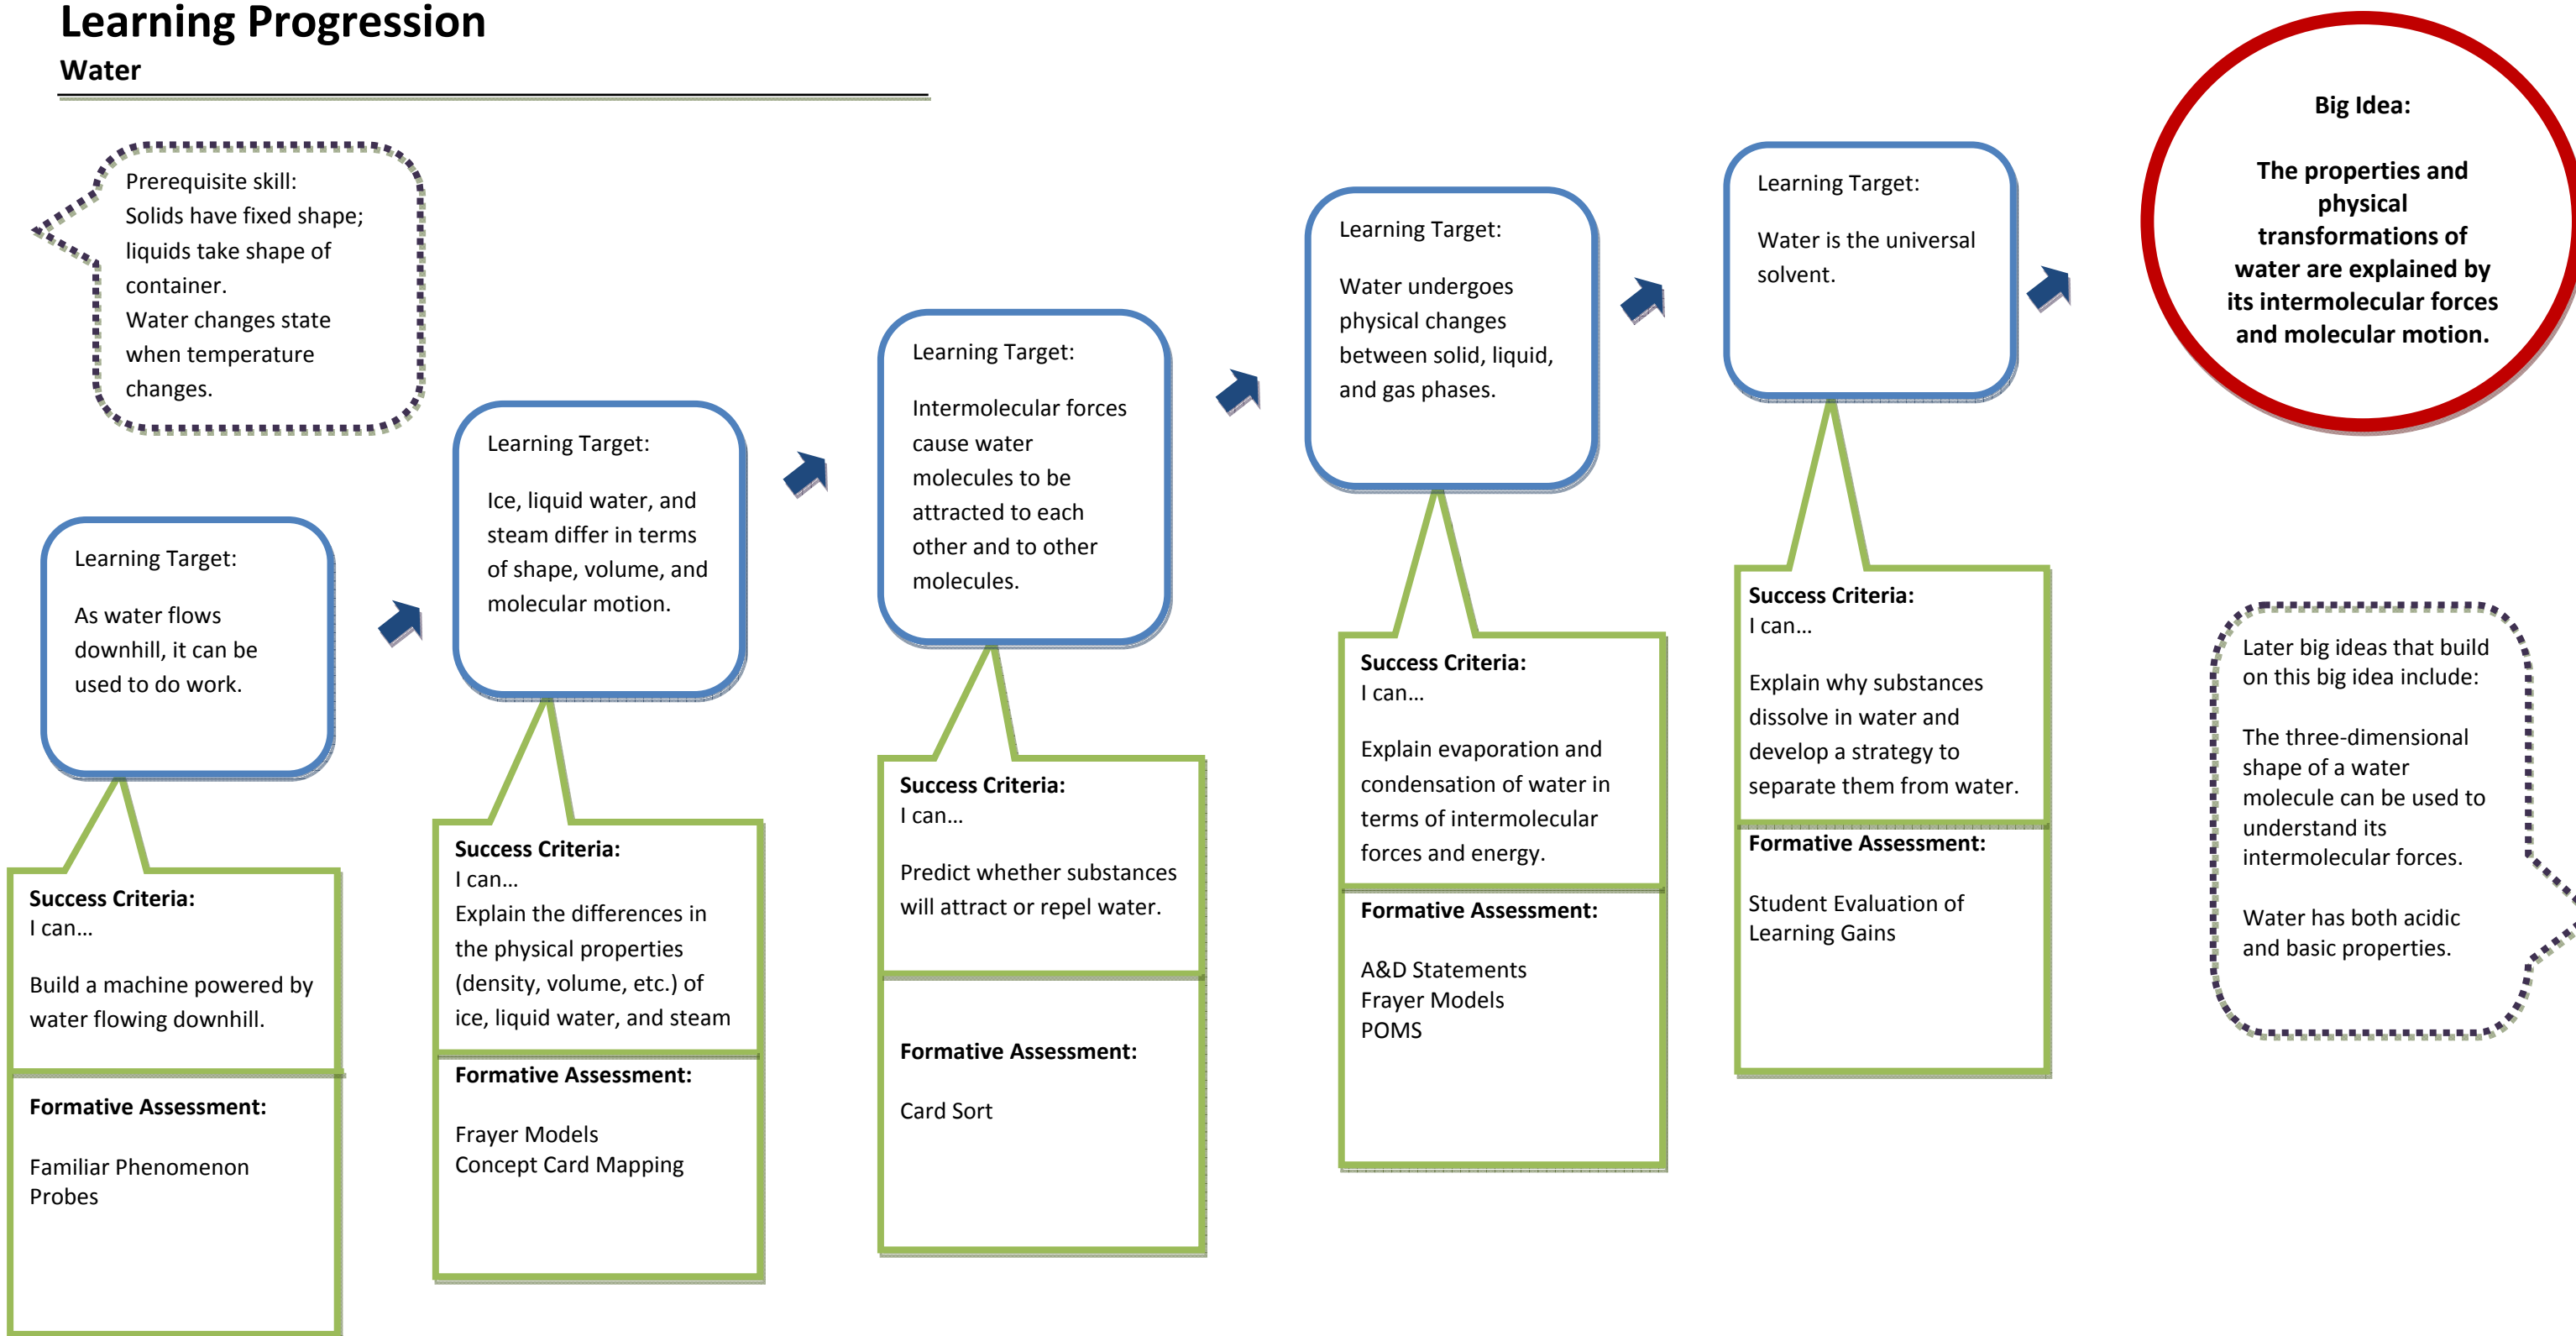 Learning Progression
Water
Prerequisite skill:
Solids have fixed shape;
liquids take shape of
container.
Water changes state
when temperature
changes.
Learning Target:
As water flows
downhill, it can be
used to do work.
Success Criteria:
I can…
Build a machine powered by
water flowing downhill.
Formative Assessment:
Familiar Phenomenon
Probes
Learning Target:
Ice, liquid water, and
steam differ in terms
of shape, volume, and
molecular motion.
Success Criteria:
I can…
Explain the differences in
the physical properties
(density, volume, etc.) of
ice, liquid water, and steam
Formative Assessment:
Frayer Models
Concept Card Mapping
Learning Target:
Intermolecular forces
cause water
molecules to be
attracted to each
other and to other
molecules.
Success Criteria:
I can…
Predict whether substances
will attract or repel water.
Formative Assessment:
Card Sort
Learning Target:
Water undergoes
physical changes
between solid, liquid,
and gas phases.
Success Criteria:
I can…
Explain evaporation and
condensation of water in
terms of intermolecular
forces and energy.
Formative Assessment:
A&D Statements
Frayer Models
POMS
Learning Target:
Water is the universal
solvent.
Success Criteria:
I can…
Explain why substances
dissolve in water and
develop a strategy to
separate them from water.
Formative Assessment:
Student Evaluation of
Learning Gains
Big Idea:
The properties and
physical
transformations of
water are explained by
its intermolecular forces
and molecular motion.
Later big ideas that build
on this big idea include:
The three-dimensional
shape of a water
molecule can be used to
understand its
intermolecular forces.
Water has both acidic
and basic properties.